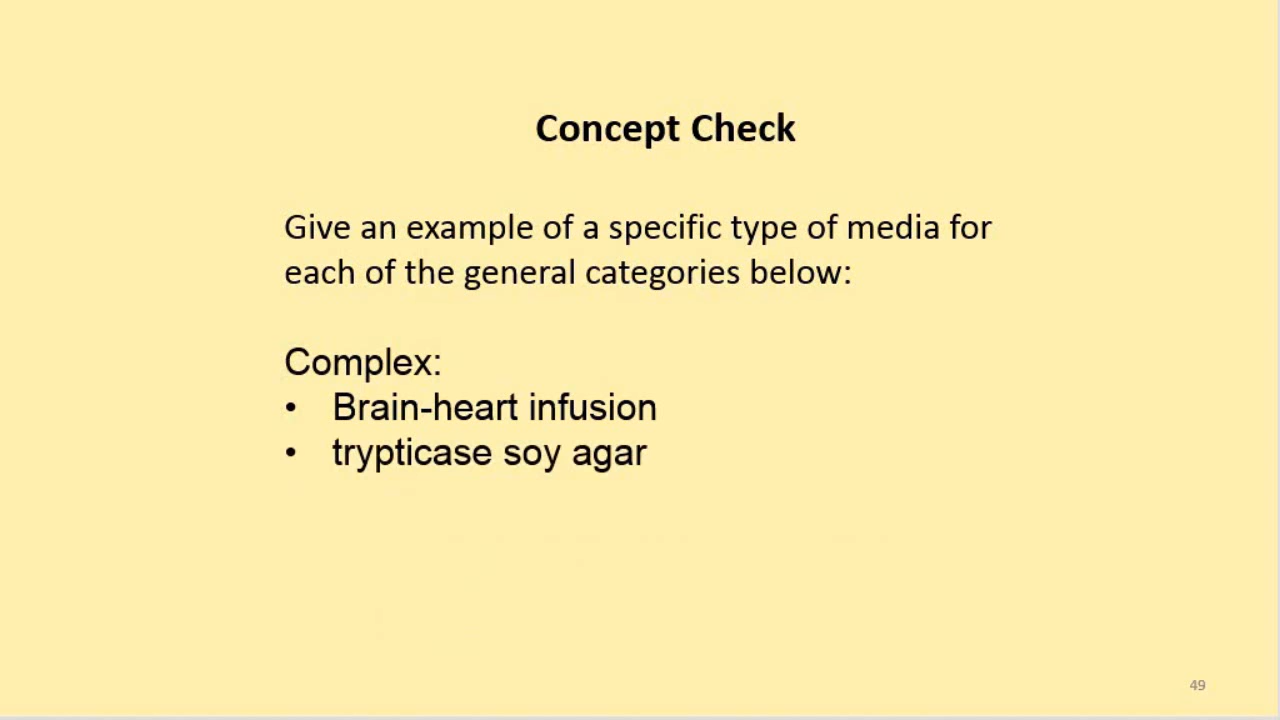 Concept Check
Give an example of a specific type of media for
each of the general categories below:
Complex:
• Brain-heart infusion
• trypticase soy agar
49